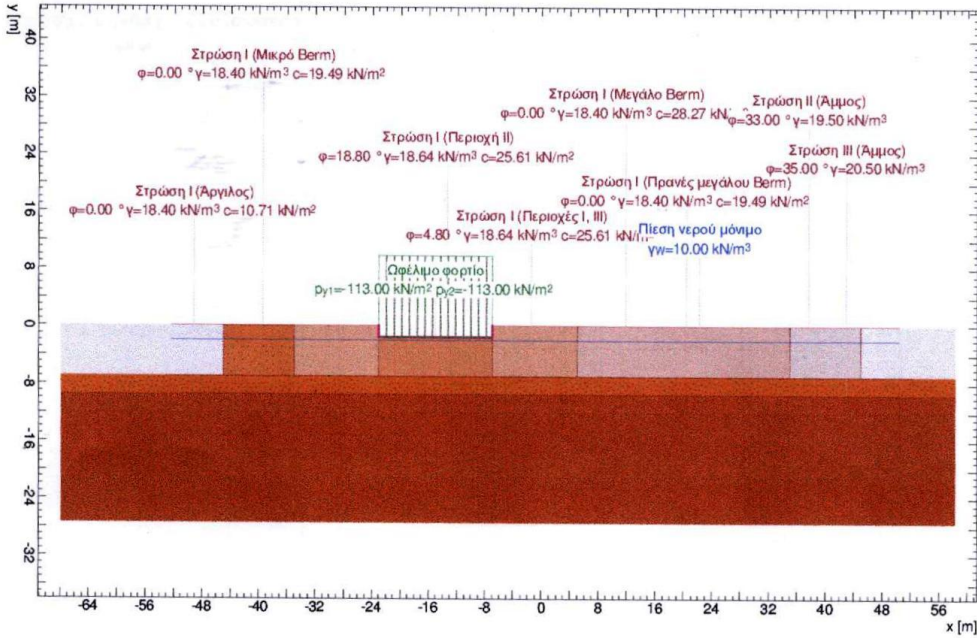 y [m]
40
32
24
16
8
0
-8
-16
-24
-32
Στρώση I (Μικρό Berm)
φ=0.00 ° γ=18.40 kN/m³ c=19.49 kN/m²
Στρώση I (Μεγάλο Berm)
φ=0.00 ° γ=18.40 kN/m³ c=28.27
Στρώση II (Άμμος)
φ=33.00 ° γ=19.50 kN/m³
Στρώση I (Περιοχή II)
φ=18.80 ° γ=18.64 kN/m³ c=25.61 kN/m²
Στρώση III (Άμμος)
φ=35.00 ° γ=20.50 kN/m³
Στρώση I (Άργιλος)
φ=0.00 ° γ=18.40 kN/m³ c=10.71 kN/m²
Στρώση I (Πρανές μεγάλου Berm)
φ=0.00 ° γ=18.40 kN/m³ c=19.49 kN/m²
Στρώση I (Περιοχές I, III)
φ=4.80 ° γ=18.64 kN/m³ c=25.61
Πίεση νερού μόνιμο
γw=10.00 kN/m³
Ωφέλιμο φορτίο
py1=-113.00 kN/m² py2=-113.00 kN/m²
-64 -56 -48 -40 -32 -24 -16 -8 0 8 16 24 32 40 48 56
x [m]